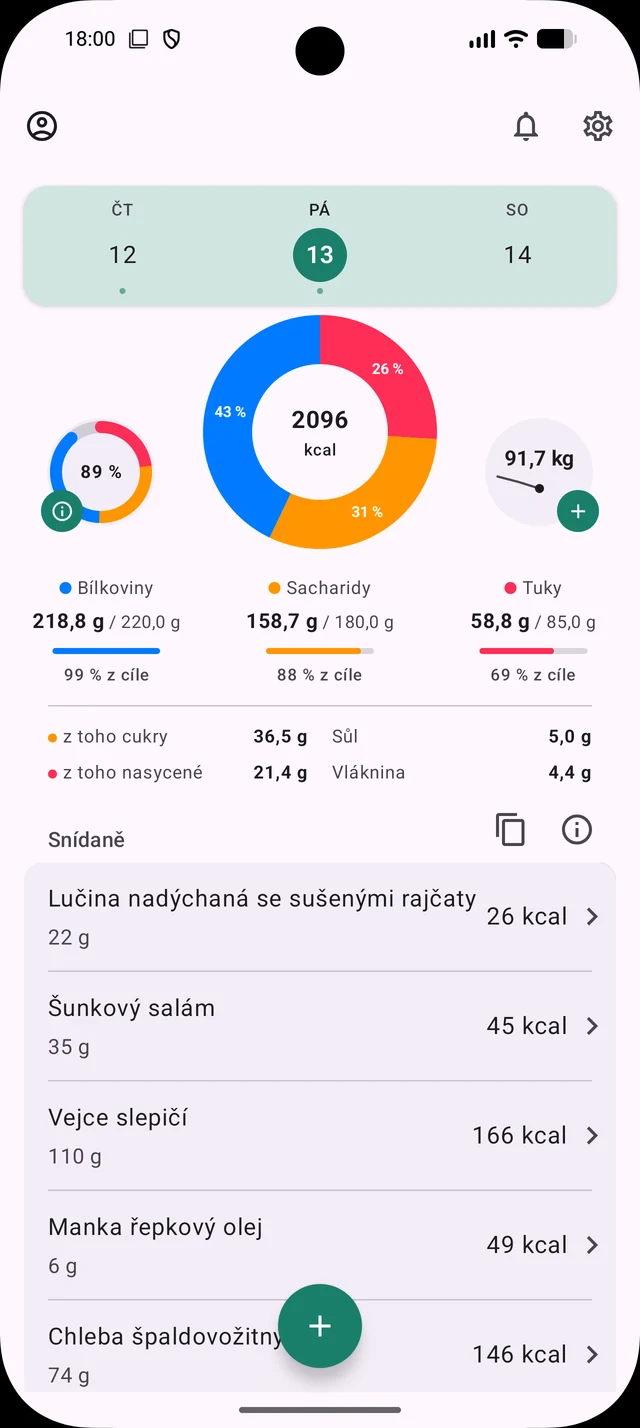 18:00
ČT PÁ SO
12 13 14
26 %
43 %
2096
kcal
31 %
89 %
91,7 kg
Bílkoviny Sacharidy Tuky
218,8 g / 220,0 g 158,7 g / 180,0 g 58,8 g / 85,0 g
99 % z cíle 88 % z cíle 69 % z cíle
z toho cukry 36,5 g Sůl 5,0 g
z toho nasycené 21,4 g Vláknina 4,4 g
Snídaně
Lučina nadýchaná se sušenými rajčaty
26 kcal
22 g
Šunkový salám
45 kcal
35 g
Vejce slepičí
166 kcal
110 g
Manka řepkový olej
49 kcal
6 g
Chleba špaldovožitný
146 kcal
74 g